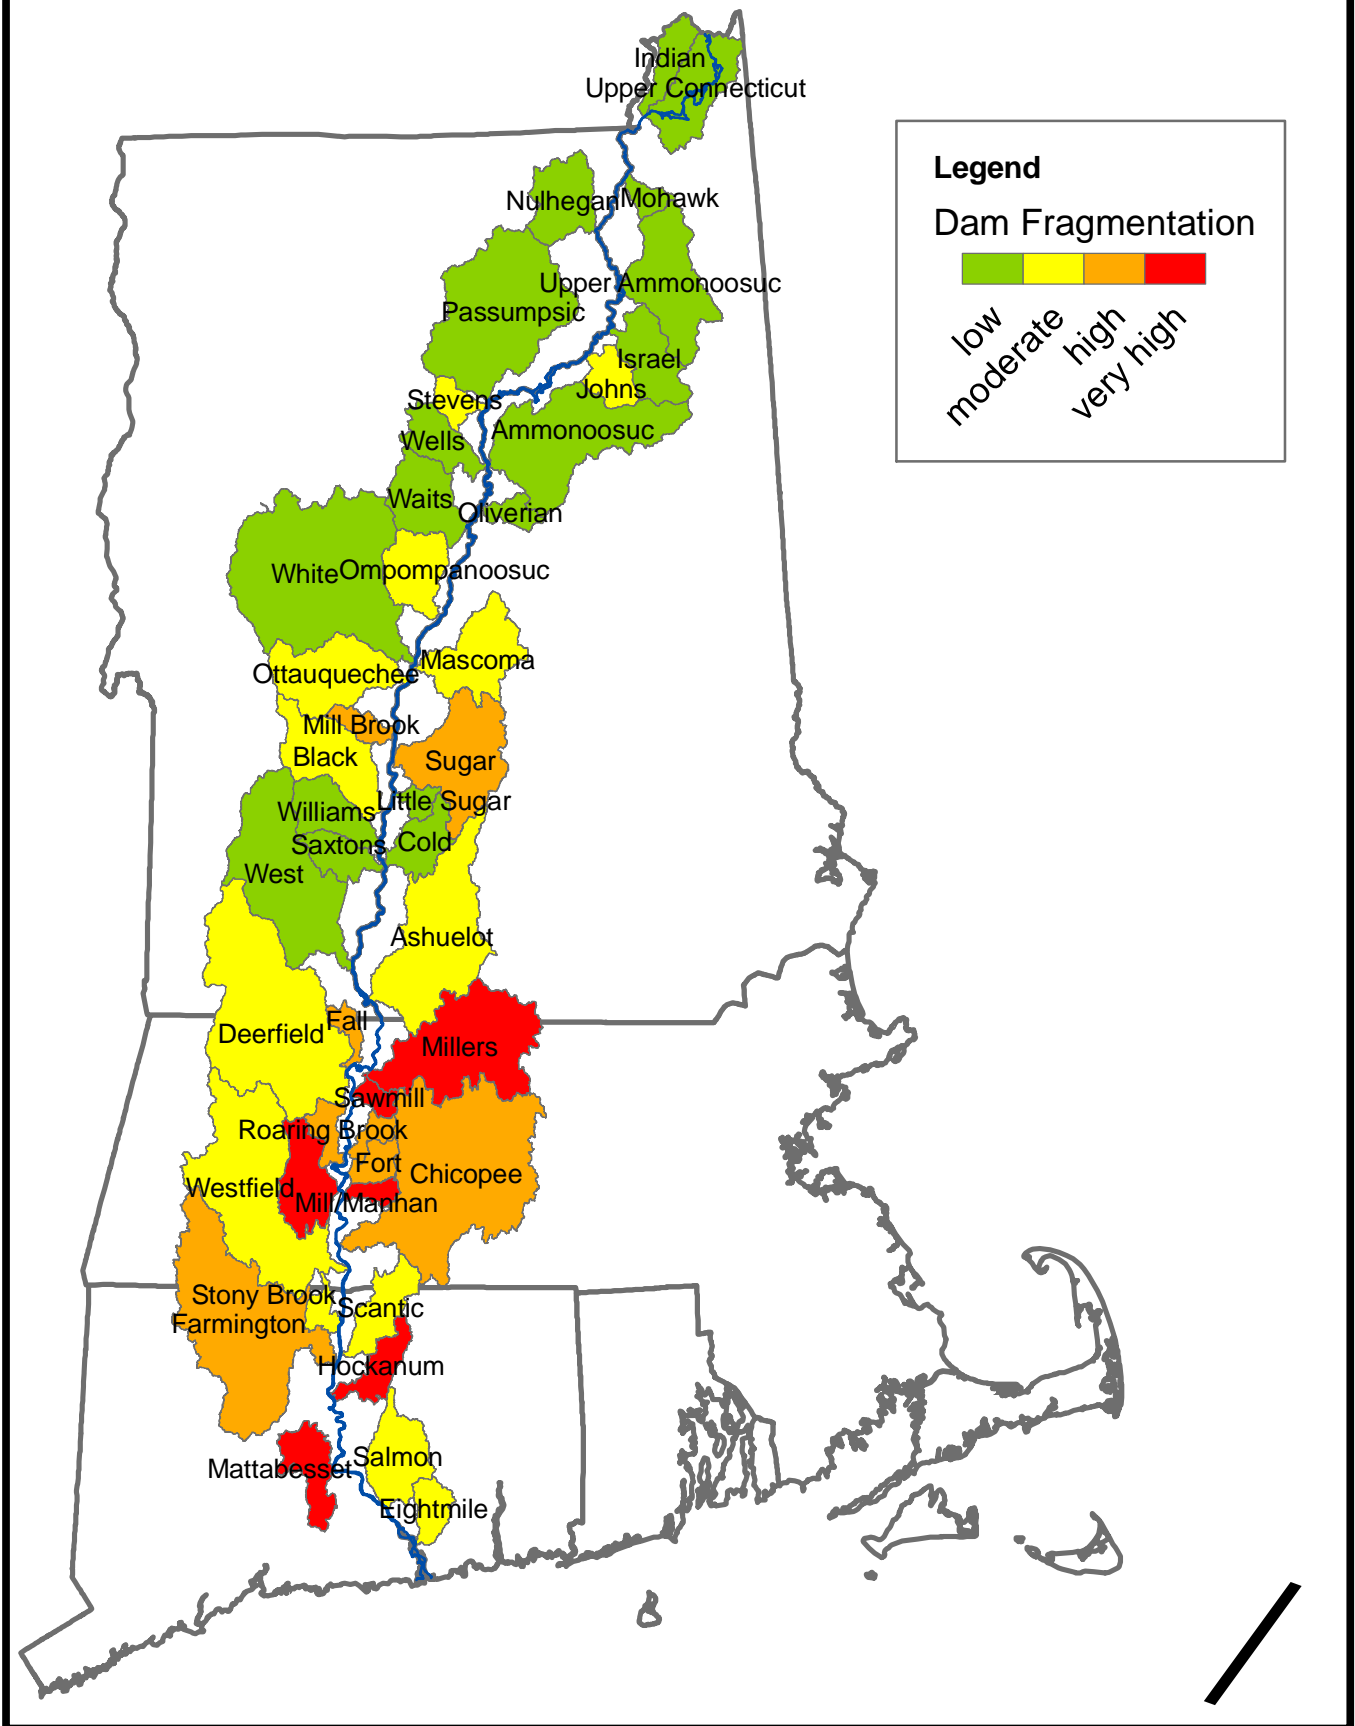 Indian
Upper Connecticut
Legend
Dam Fragmentation
low
moderate
high
very high
Nulhegan
Mohawk
Upper Ammonoosuc
Passumpsic
Israel
Johns
Stevens
Ammonoosuc
Wells
Waits
Oliverian
White
Ompompanoosuc
Mascoma
Ottauquechee
Mill Brook
Black
Sugar
Little Sugar
Williams
Saxtons
Cold
West
Ashuelot
Fall
Deerfield
Millers
Sawmill
Roaring Brook
Fort
Chicopee
Westfield
Mill/Manhan
Stony Brook
Scantic
Farmington
Hockanum
Salmon
Mattabesset
Eightmile